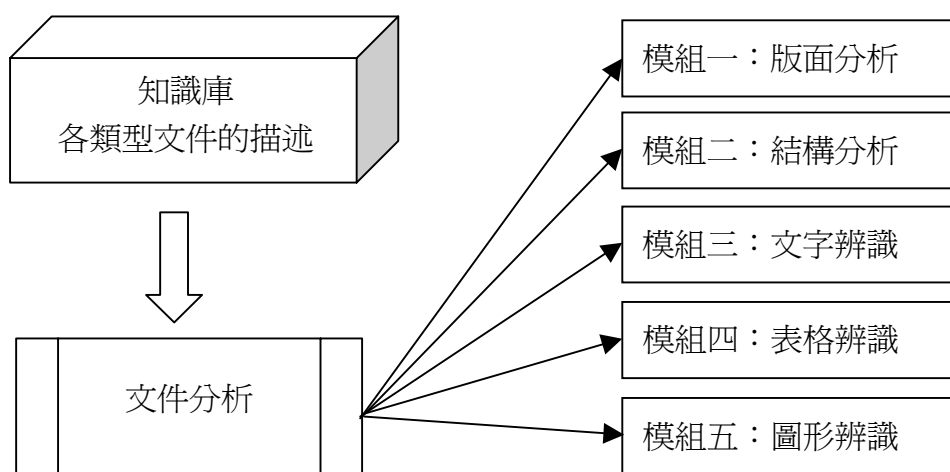 知識庫
各類型文件的描述
文件分析
模組一：版面分析
模組二：結構分析
模組三：文字辨識
模組四：表格辨識
模組五：圖形辨識